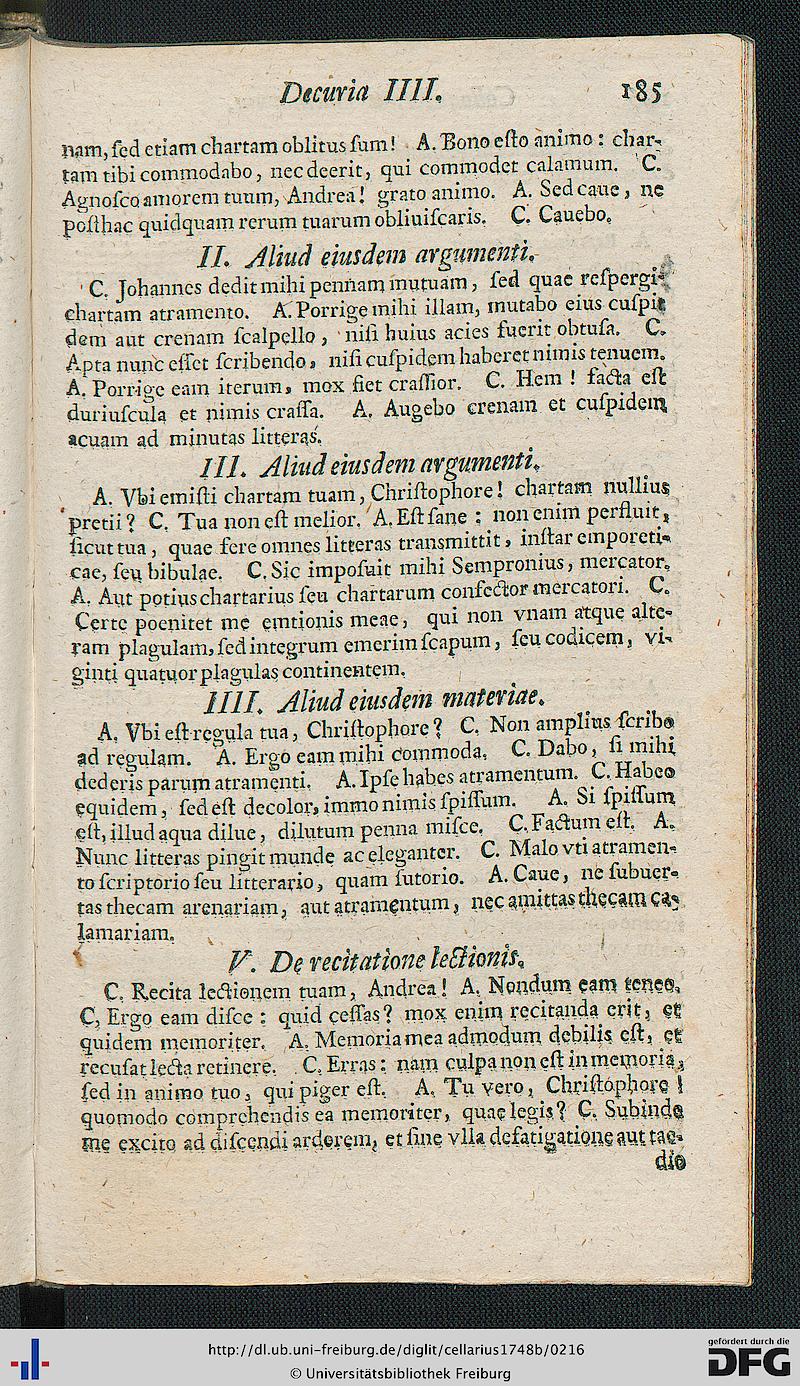 Decuria IIII.
185
nam, ſed etiam chartam oblitus ſum! A. Bono eſto animo: char-
tam tibi commodabo, nec deerit, qui commodet calamum. C.
Agnoſco amorem tuum, Andrea! grato animo. A. Sed caue, ne
poſthac quidquam rerum tuarum obliuiſcaris. C. Cauebo.
II. Aliud eiusdem argumenti.
C. Johannes dedit mihi pennam mutuam, ſed quae reſpergit
chartam atramento. A. Porrige mihi illam, mutabo eius cuſpi-
dem aut crenam ſcalpello, niſi huius acies fuerit obtuſa. C.
Apta nunc eſſet ſcribendo, niſi cuſpidem haberet nimis tenuem.
A. Porrige eam iterum, mox fiet craſſior. C. Hem! facta eſt
duriuſcula et nimis craſſa. A. Augebo crenam et cuſpidem
acuam ad minutas litteras.
III. Aliud eiusdem argumenti.
A. Vbi emiſti chartam tuam, Chriſtophore! chartam nullius
pretii? C. Tua non eſt melior. A. Eſt ſane: non enim perfluit,
ſicut tua, quae fere omnes litteras transmittit, inſtar emporeti-
cae, ſeu bibulae. C. Sic impoſuit mihi Sempronius, mercator.
A. Aut potius chartarius ſeu chartarum confector mercatori. C.
Certe poenitet me emtionis meae, qui non vnam atque alte-
ram plagulam, ſed integrum emerim ſcapum, ſeu codicem, vi-
ginti quatuor plagulas continentem.
IIII. Aliud eiusdem materiae.
A. Vbi eſt regula tua, Chriſtophore? C. Non amplius ſcribo
ad regulam. A. Ergo eam mihi commoda. C. Dabo, ſi mihi
dederis parum atramenti. A. Ipſe habes atramentum. C. Habeo
equidem, ſed eſt decolor, immo nimis ſpiſſum. A. Si ſpiſſum
eſt, illud aqua dilue, dilutum penna miſce. C. Factum eſt. A.
Nunc litteras pingit munde ac eleganter. C. Malo vti atramen-
to ſcriptorio ſeu litterario, quam ſutorio. A. Caue, ne ſubuer-
tas thecam arenariam, aut atramentum, nec amittas thecam ca-
lamariam.
V. De recitatione lectionis.
C. Recita lectionem tuam, Andrea! A. Nondum eam teneo.
C. Ergo eam diſce: quid ceſſas? mox enim recitanda erit, et
quidem memoriter. A. Memoria mea admodum debilis eſt, et
recuſat lecta retinere. C. Erras: nam culpa non eſt in memoria,
ſed in animo tuo, qui piger eſt. A. Tu vero, Chriſtophore!
quomodo comprehendis ea memoriter, quae legis? C. Subinde
me excito ad diſcendi ardorem, et ſine vlla defatigatione aut tae-
dio
http://dl.ub.uni-freiburg.de/diglit/cellarius1748b/0216
© Universitätsbibliothek Freiburg
gefördert durch die
DFG